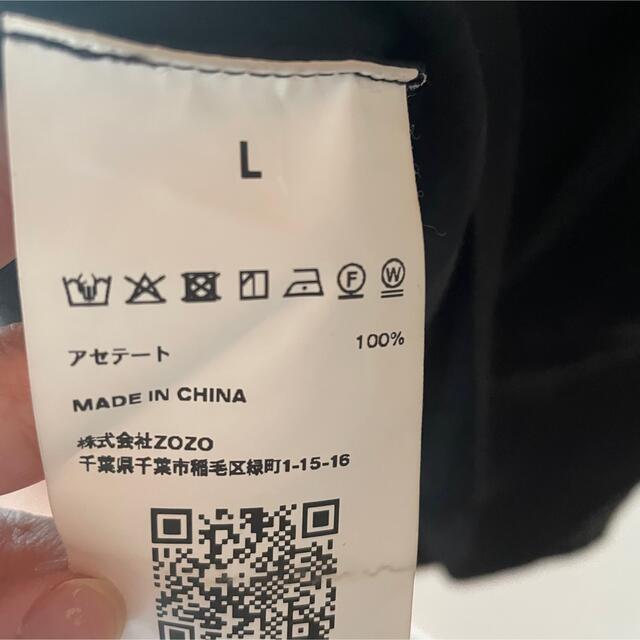 L
F W
アセテート 100%
MADE IN CHINA
株式会社ZOZO
千葉県千葉市稲毛区緑町1-15-16